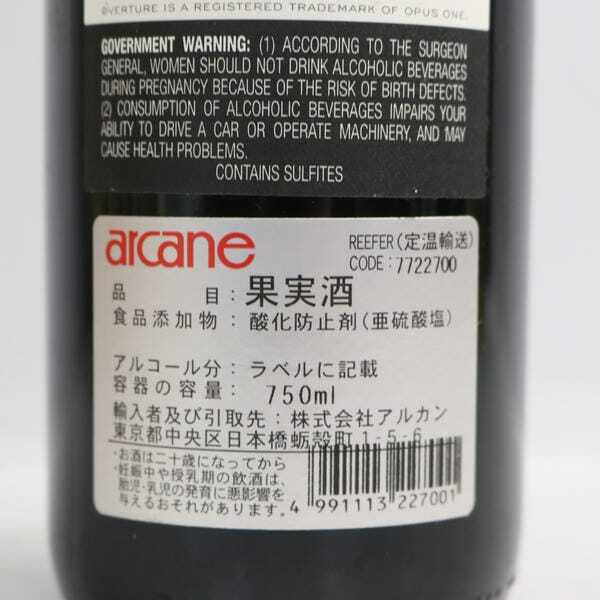 OVERTURE IS A REGISTERED TRADEMARK OF OPUS ONE.
GOVERNMENT WARNING: (1) ACCORDING TO THE SURGEON
GENERAL, WOMEN SHOULD NOT DRINK ALCOHOLIC BEVERAGES
DURING PREGNANCY BECAUSE OF THE RISK OF BIRTH DEFECTS.
(2) CONSUMPTION OF ALCOHOLIC BEVERAGES IMPAIRS YOUR
ABILITY TO DRIVE A CAR OR OPERATE MACHINERY, AND MAY
CAUSE HEALTH PROBLEMS.
CONTAINS SULFITES
arcane
REEFER(定温輸送)
CODE:7722700
品目:果実酒
食品添加物:酸化防止剤(亜硫酸塩)
アルコール分:ラベルに記載
容器の容量:750ml
輸入者及び引取先:株式会社アルカン
東京都中央区日本橋蛎殻町1-5-6
・お酒は二十歳になってから
・妊娠中や授乳期の飲酒は、
胎児・乳児の発育に悪影響を
与えるおそれがあります。
4 991113 227001